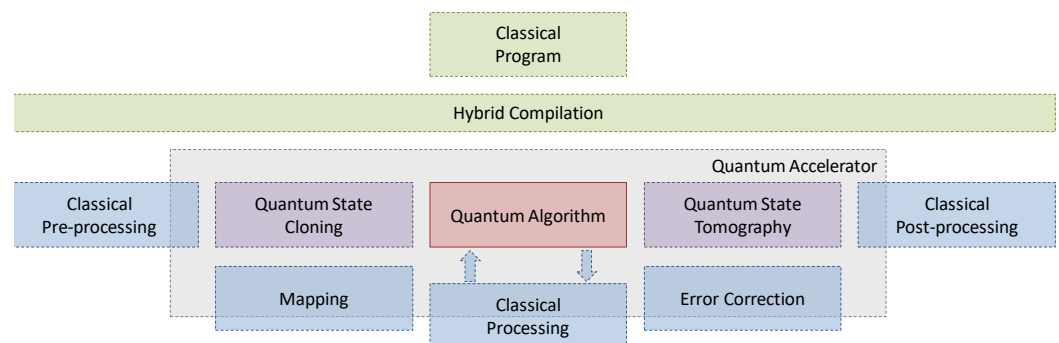 Classical
Program
Hybrid Compilation
Quantum Accelerator
Classical
Pre-processing
Quantum State
Cloning
Quantum Algorithm
Quantum State
Tomography
Classical
Post-processing
Mapping
Classical
Processing
Error Correction